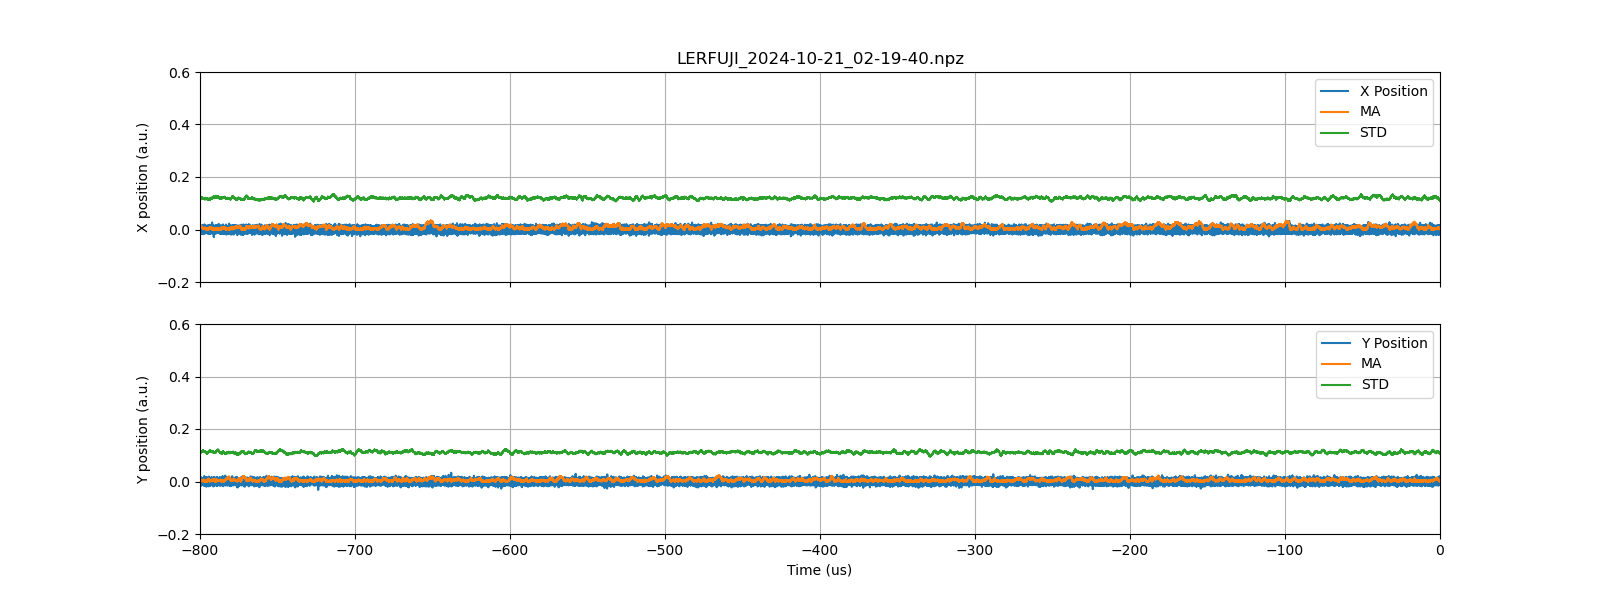 LERFUJI_2024-10-21_02-19-40.npz
0.6
0.4
0.2
0.0
−0.2
X position (a.u.)
X Position
MA
STD
0.6
0.4
0.2
0.0
−0.2
Y position (a.u.)
Y Position
MA
STD
−800 −700 −600 −500 −400 −300 −200 −100 0
Time (us)